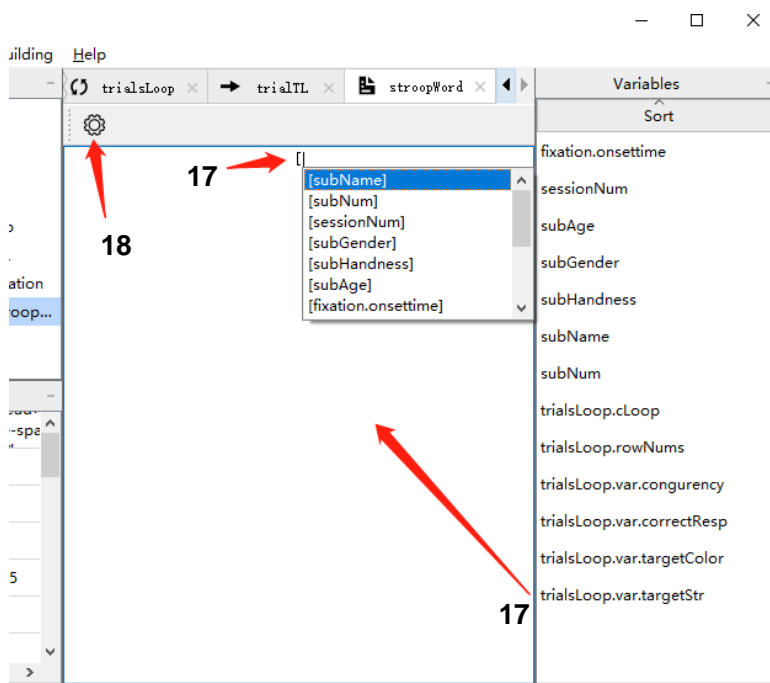 uilding Help
trialsLoop trialTL stroopWord
Variables
Sort
[
[subName]
[subNum]
[sessionNum]
[subGender]
[subHandness]
[subAge]
[fixation.onsettime]
17
18
17
ation
roop...
-spa
5
fixation.onsettime
sessionNum
subAge
subGender
subHandness
subName
subNum
trialsLoop.cLoop
trialsLoop.rowNums
trialsLoop.var.congurency
trialsLoop.var.correctResp
trialsLoop.var.targetColor
trialsLoop.var.targetStr